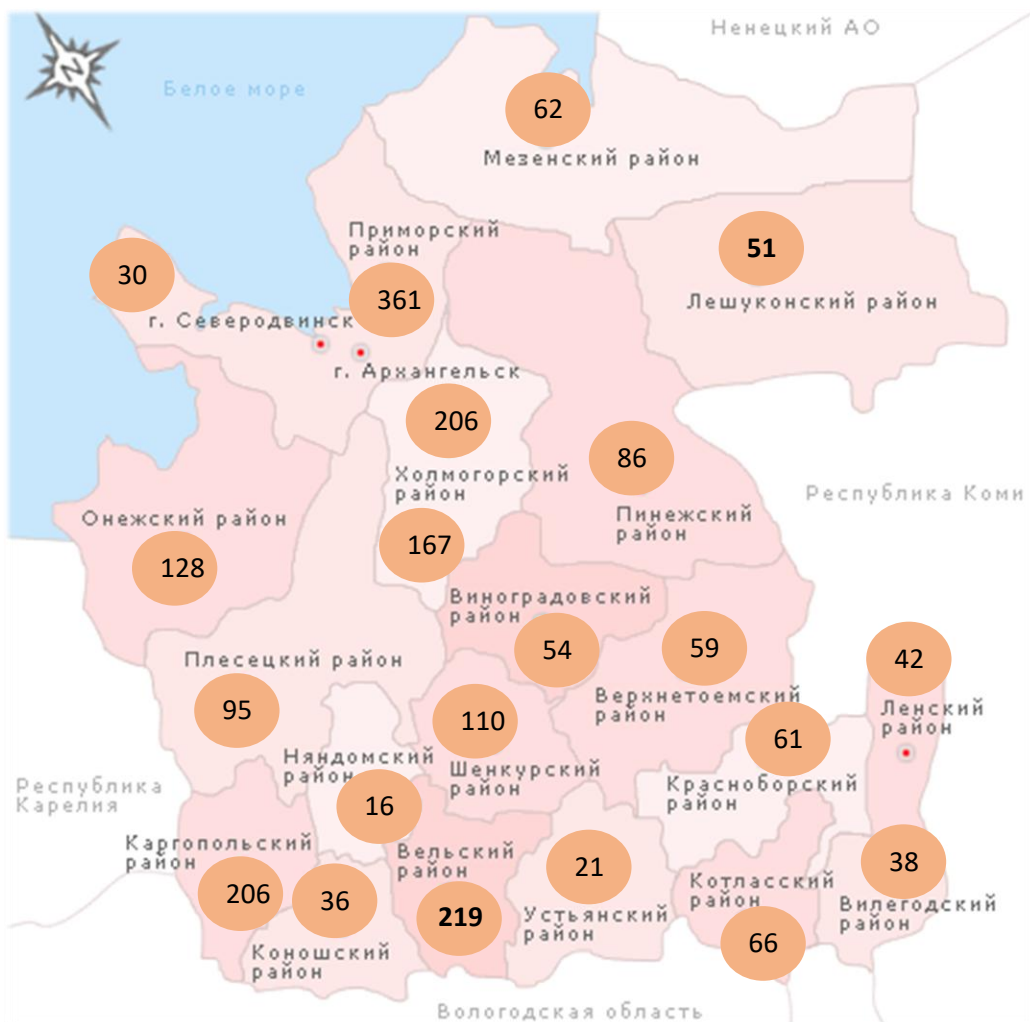 Ненецкий АО
Белое море
62
Мезенский район
Приморский
район
51
30
361
Лешуконский район
г. Северодвинск
г. Архангельск
206
Холмогорский
район
86
Республика Коми
Онежский район
Пинежский
район
128
167
Виноградовский
район
54
59
42
Плесецкий район
Верхнетоемский
район
Ленский
район
95
110
61
Няндомский
район
Шенкурский
район
Красноборский
район
Республика
Карелия
16
Каргопольский
район
Вельский
район
21
38
206
36
219
Котласский
район
Вилегодский
район
Устьянский
район
66
Коношский
район
Вологодская область